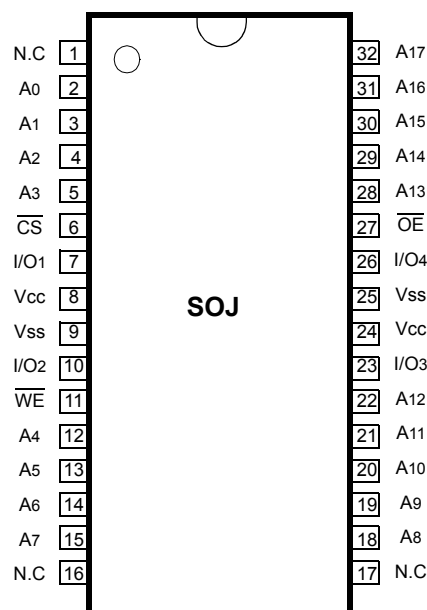 N.C 1 32 A17
A0 2 31 A16
A1 3 30 A15
A2 4 29 A14
A3 5 28 A13
C̅S̅ 6 27 O̅E̅
I/O1 7 26 I/O4
Vcc 8 25 Vss
SOJ
Vss 9 24 Vcc
I/O2 10 23 I/O3
W̅E̅ 11 22 A12
A4 12 21 A11
A5 13 20 A10
A6 14 19 A9
A7 15 18 A8
N.C 16 17 N.C